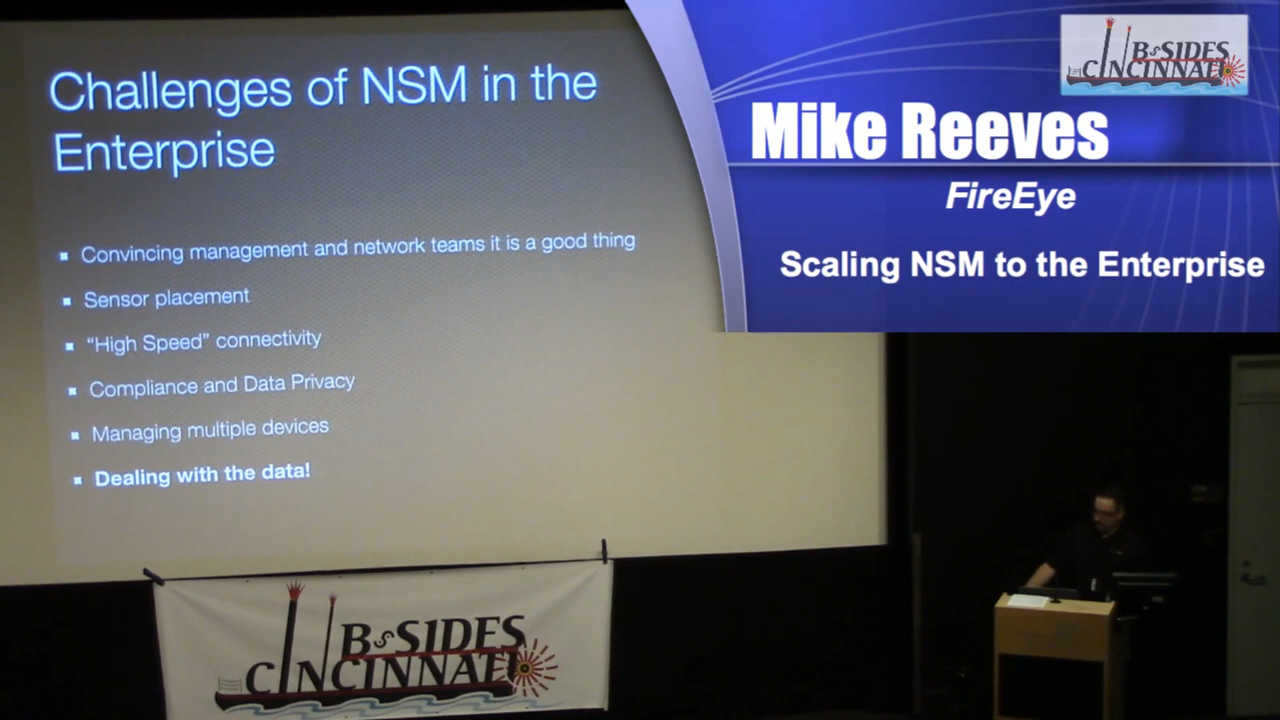 Challenges of NSM in the
Enterprise
Convincing management and network teams it is a good thing
Sensor placement
“High Speed” connectivity
Compliance and Data Privacy
Managing multiple devices
Dealing with the data!
BSIDES
CINCINNATI
Mike Reeves
FireEye
Scaling NSM to the Enterprise
BSIDES
CINCINNATI